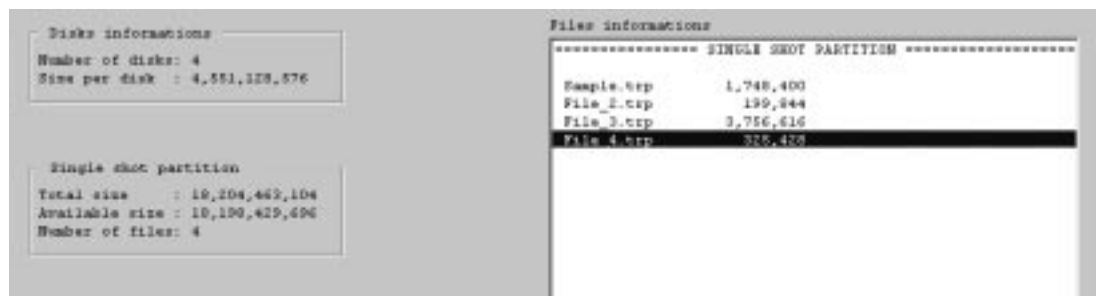 Disks informations
Number of disks: 4
Size per disk : 4,551,128,576
Single shot partition
Total size : 18,204,463,104
Available size : 18,198,429,696
Number of files: 4
Files informations
================ SINGLE SHOT PARTITION ===================
Sample.trp 1,748,400
File_2.trp 199,844
File_3.trp 3,756,616
File_4.trp 328,428